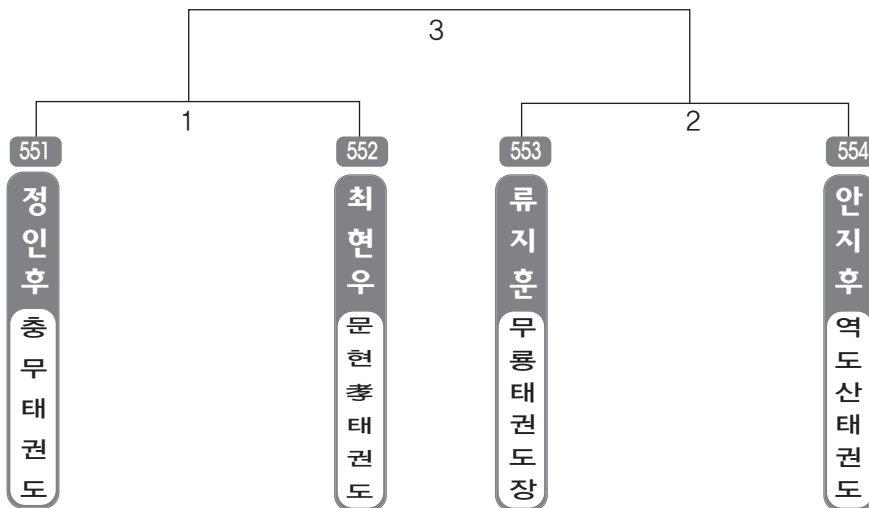 3
1
2
551
정인후
충무태권도
552
최현우
문현孝태권도
553
류지훈
무룡태권도장
554
안지후
역도산태권도